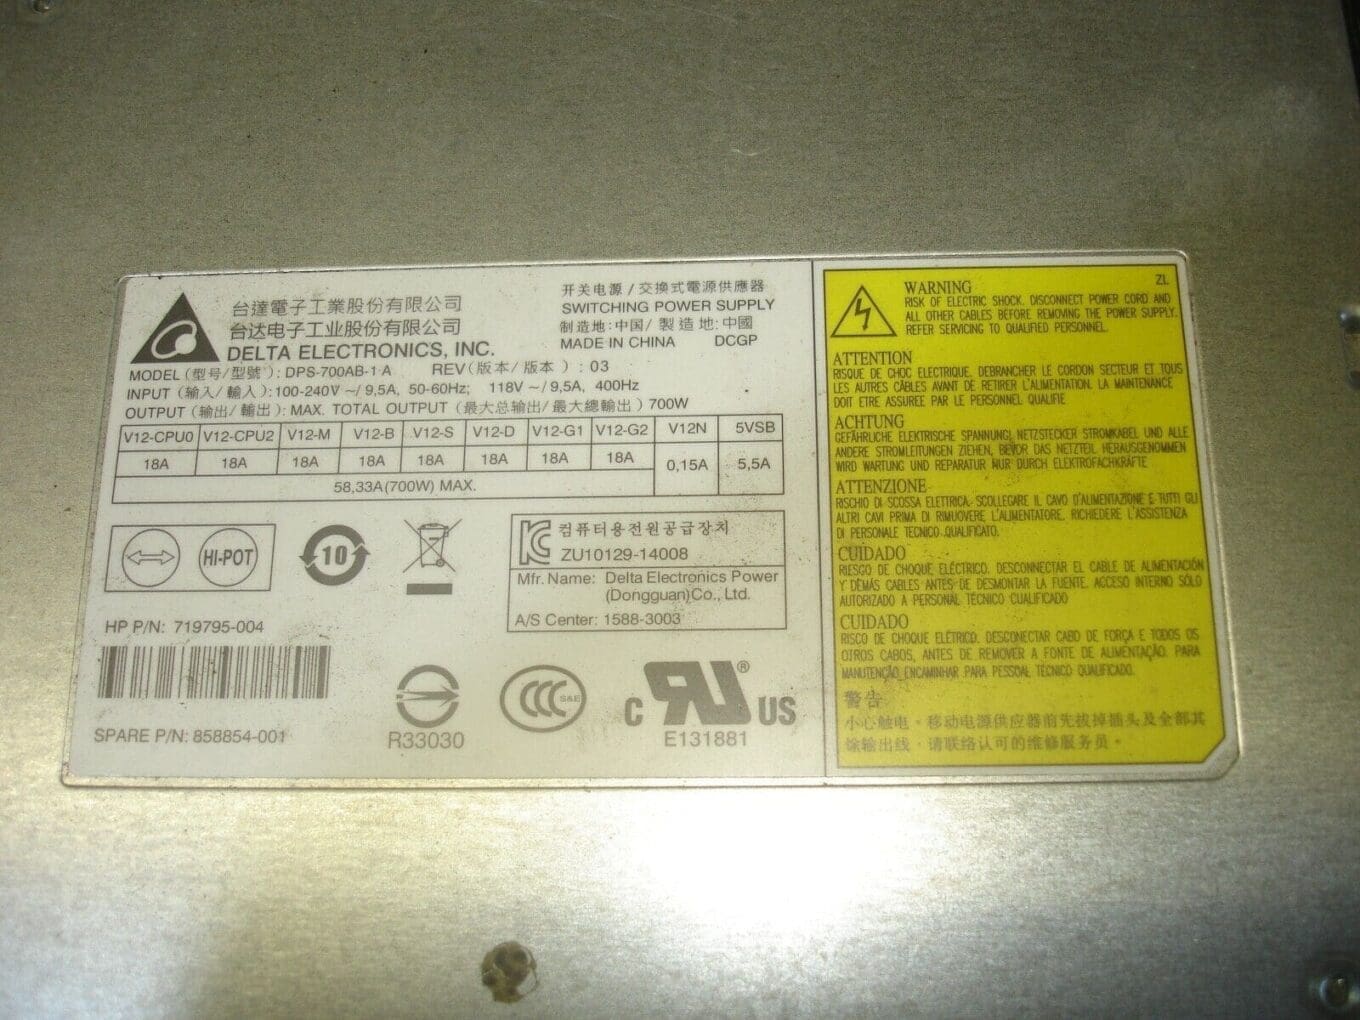 台達電子工業股份有限公司
台达电子工业股份有限公司
DELTA ELECTRONICS, INC.
开关电源 / 交換式電源供應器
SWITCHING POWER SUPPLY
制造地:中国/ 製造地:中國
MADE IN CHINA DCGP
MODEL (型号/型號): DPS-700AB-1 A REV(版本/版本): 03
INPUT (输入/輸入):100-240V ~/9,5A, 50-60Hz; 118V ~/9,5A, 400Hz
OUTPUT (输出/輸出): MAX. TOTAL OUTPUT (最大总输出/最大總輸出) 700W
V12-CPU0 V12-CPU2 V12-M V12-B V12-S V12-D V12-G1 V12-G2 V12N 5VSB
18A 18A 18A 18A 18A 18A 18A 18A 0,15A 5,5A
58,33A(700W) MAX.
HI-POT
10
컴퓨터용전원공급장치
ZU10129-14008
Mfr. Name: Delta Electronics Power
(Dongguan)Co., Ltd.
A/S Center: 1588-3003
HP P/N: 719795-004
SPARE P/N: 858854-001
R33030
CCC S&E
C RU ® US
E131881
ZL
WARNING
RISK OF ELECTRIC SHOCK. DISCONNECT POWER CORD AND
ALL OTHER CABLES BEFORE REMOVING THE POWER SUPPLY.
REFER SERVICING TO QUALIFIED PERSONNEL.
ATTENTION
RISQUE DE CHOC ELECTRIQUE. DEBRANCHER LE CORDON SECTEUR ET TOUS
LES AUTRES CÂBLES AVANT DE RETIRER L'ALIMENTATION. LA MAINTENANCE
DOIT ETRE ASSUREE PAR LE PERSONNEL QUALIFIE
ACHTUNG
GEFÄHRLICHE ELEKTRISCHE SPANNUNG! NETZSTECKER STROMKABEL UND ALLE
ANDERE STROMLEITUNGEN ZIEHEN, BEVOR DAS NETZTEIL HERAUSGENOMMEN
WIRD WARTUNG UND REPARATUR NUR DURCH ELEKTROFACHKRÄFTE
ATTENZIONE
RISCHIO DI SCOSSA ELETTRICA. SCOLLEGARE IL CAVO D'ALIMENTAZIONE E TUTTI GLI
ALTRI CAVI PRIMA DI RIMUOVERE L'ALIMENTATORE. RICHIEDERE L'ASSISTENZA
DI PERSONALE TECNICO QUALIFICATO.
CUIDADO
RIESGO DE CHOQUE ELÉCTRICO. DESCONECTAR EL CABLE DE ALIMENTACIÓN
Y DEMÁS CABLES ANTES DE DESMONTAR LA FUENTE. ACCESO INTERNO SÓLO
AUTORIZADO A PERSONAL TÉCNICO CUALIFICADO
CUIDADO
RISCO DE CHOQUE ELÉTRICO. DESCONECTAR CABO DE FORÇA E TODOS OS
OTROS CABOS, ANTES DE REMOVER A FONTE DE ALIMENTAÇÃO. PARA
MANUTENÇÃO ENCAMINHAR PARA PESSOAL TÉCNICO QUALIFICADO.
警告
小心触电。移动电源供应器前先拔掉插头及全部其
馀输出线。请联络认可的维修服务员。